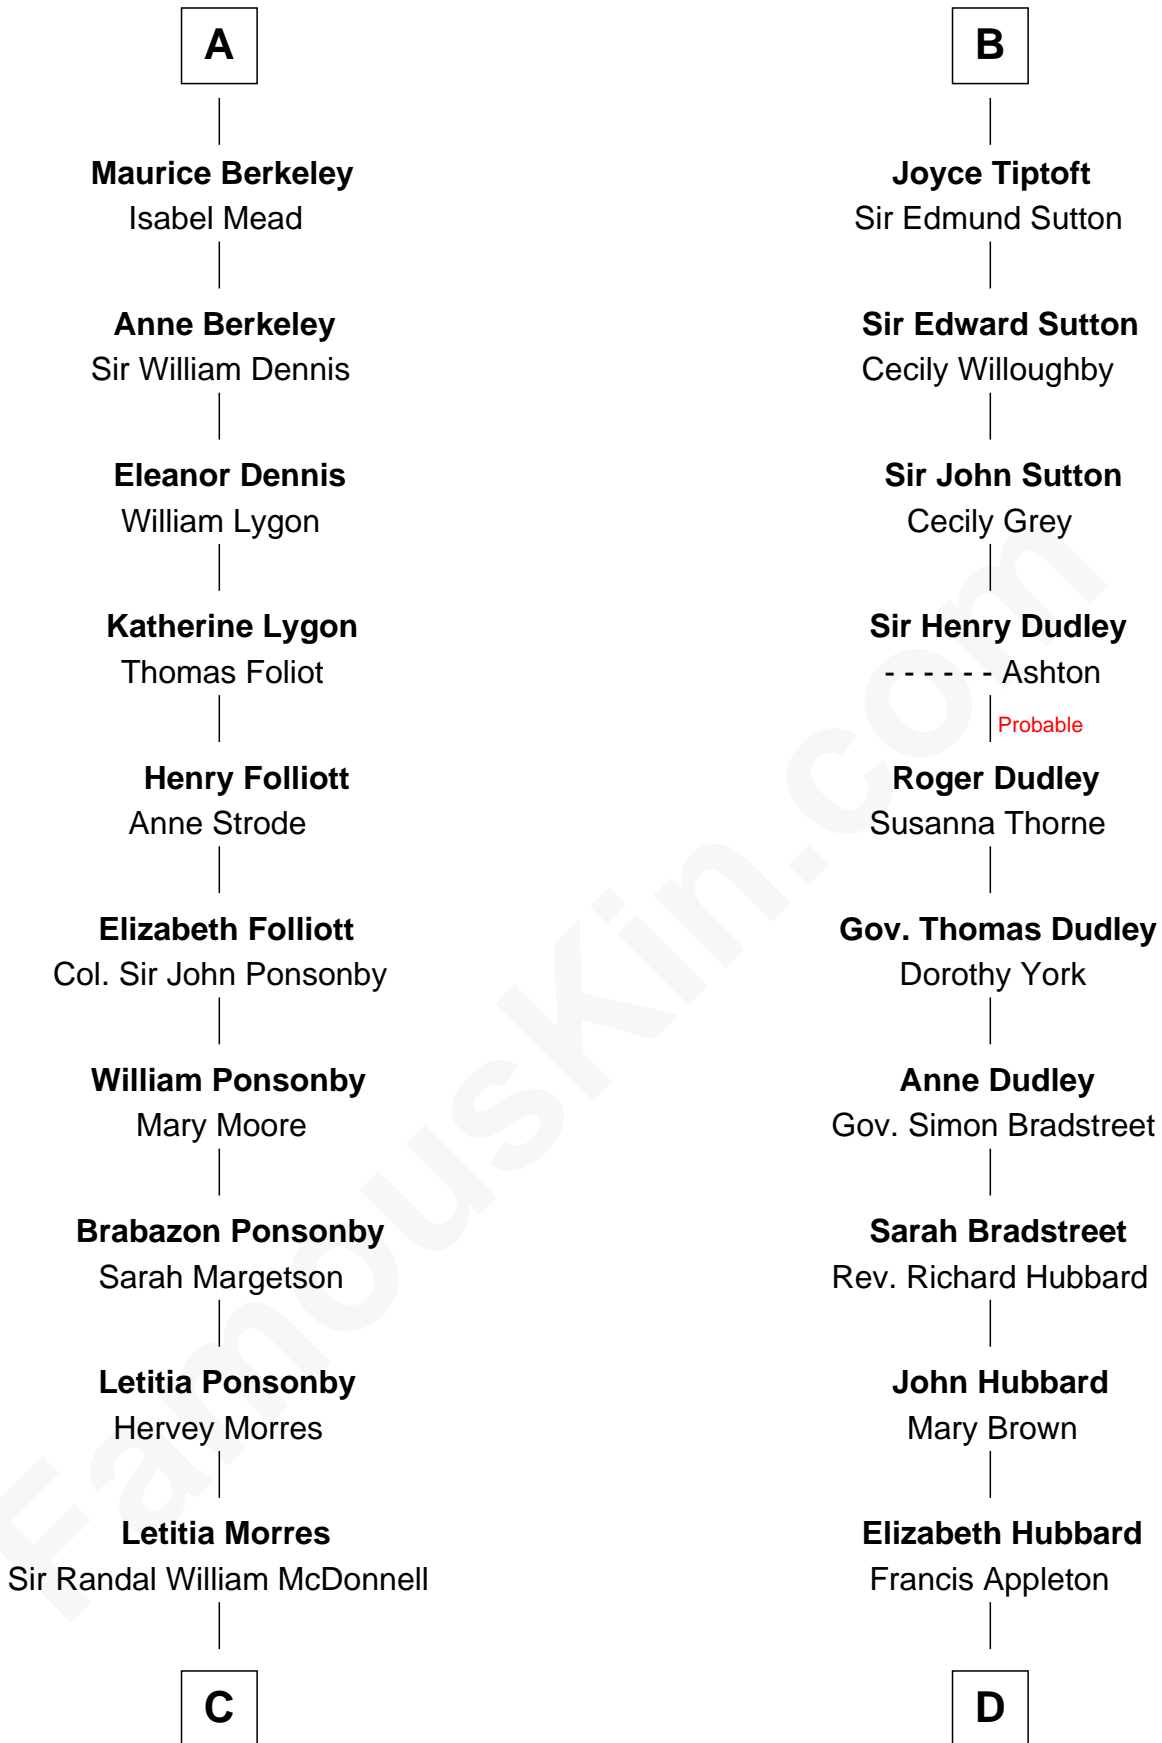 A
Maurice Berkeley
Isabel Mead
Anne Berkeley
Sir William Dennis
Eleanor Dennis
William Lygon
Katherine Lygon
Thomas Foliot
Henry Folliott
Anne Strode
Elizabeth Folliott
Col. Sir John Ponsonby
William Ponsonby
Mary Moore
Brabazon Ponsonby
Sarah Margetson
Letitia Ponsonby
Hervey Morres
Letitia Morres
Sir Randal William McDonnell
C
B
Joyce Tiptoft
Sir Edmund Sutton
Sir Edward Sutton
Cecily Willoughby
Sir John Sutton
Cecily Grey
Sir Henry Dudley
- - - - - - Ashton
Probable
Roger Dudley
Susanna Thorne
Gov. Thomas Dudley
Dorothy York
Anne Dudley
Gov. Simon Bradstreet
Sarah Bradstreet
Rev. Richard Hubbard
John Hubbard
Mary Brown
Elizabeth Hubbard
Francis Appleton
D
FamousKin.com